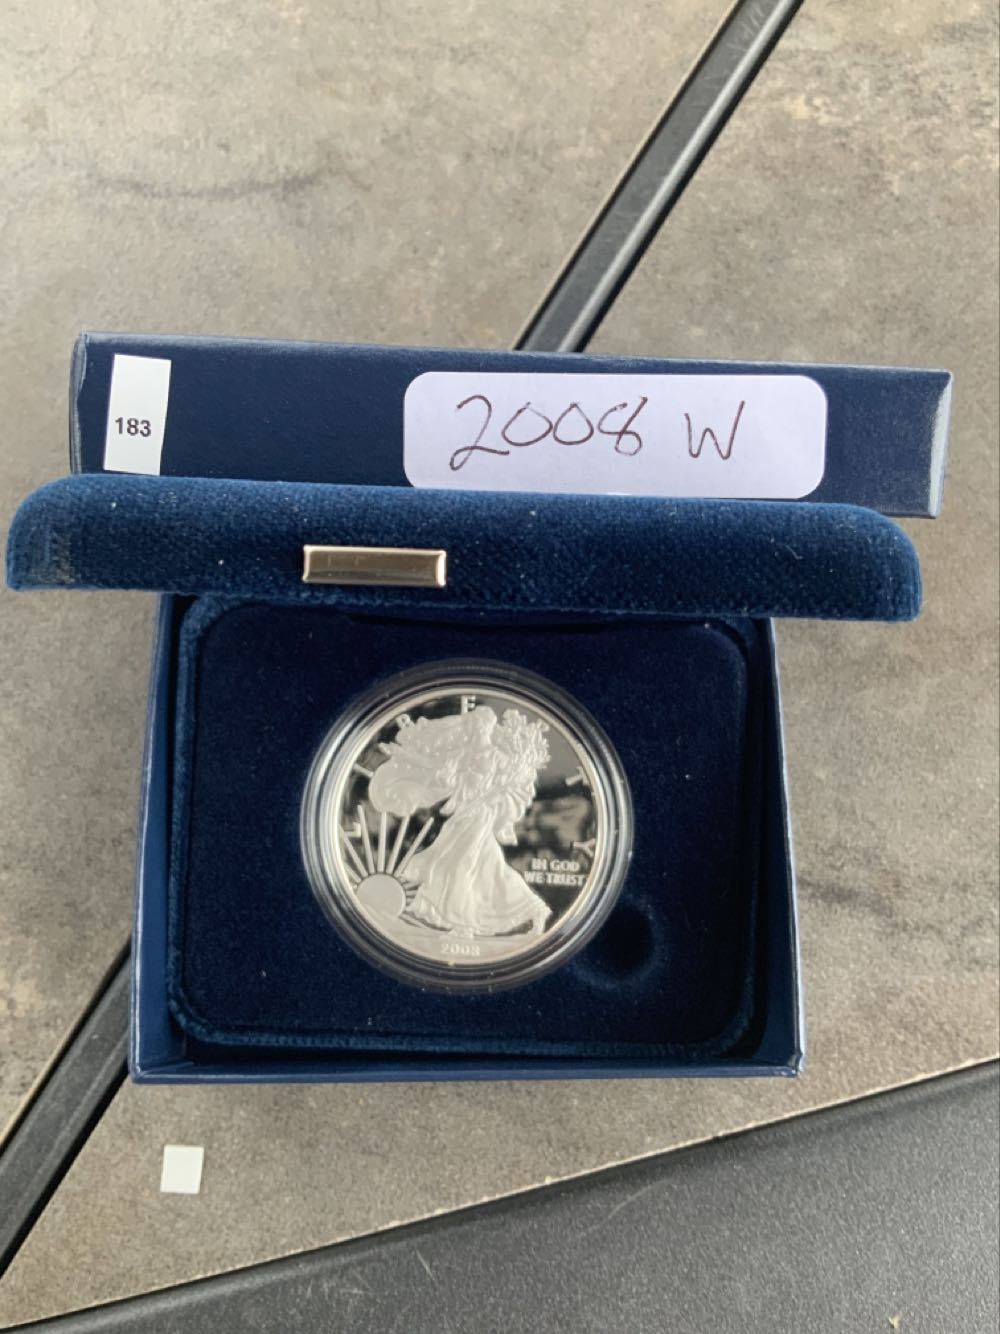 183
2008 W
LIBERTY
IN GOD
WE TRUST
2008